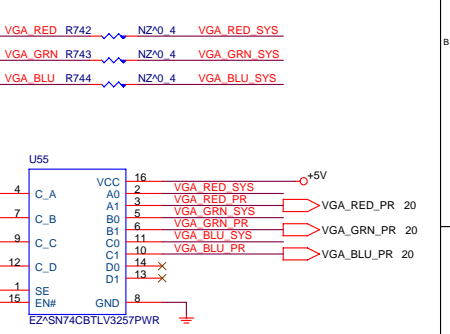 VGA_RED R742 NZ^0_4 VGA_RED_SYS
B
VGA_GRN R743 NZ^0_4 VGA_GRN_SYS
VGA_BLU R744 NZ^0_4 VGA_BLU_SYS
U55
VCC 16 +5V
4 C_A A0 2 VGA_RED_SYS
A1 3 VGA_RED_PR VGA_RED_PR 20
7 C_B B0 5 VGA_GRN_SYS
B1 6 VGA_GRN_PR VGA_GRN_PR 20
9 C_C C0 11 VGA_BLU_SYS
C1 10 VGA_BLU_PR VGA_BLU_PR 20
12 C_D D0 14
D1 13
1 SE
15 EN# GND 8
EZ^SN74CBTLV3257PWR